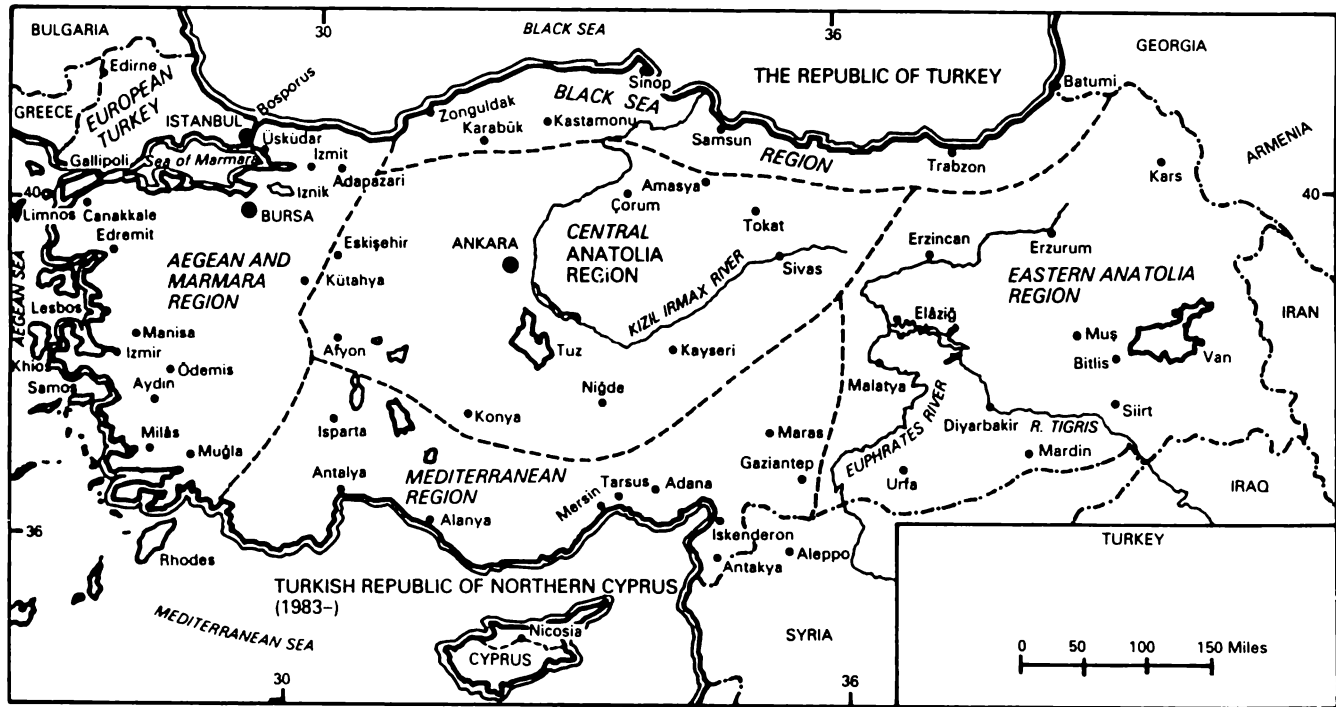 30
36
BULGARIA
BLACK SEA
GEORGIA
Edirne
Sinop
THE REPUBLIC OF TURKEY
Batumi
GREECE
EUROPEAN
TURKEY
Bosporus
Zonguldak
BLACK SEA
ISTANBUL
Üsküdar
Karabük
Kastamonu
Samsun
REGION
ARMENIA
Gallipoli
Sea of Marmara
Izmit
Adapazari
Trabzon
Kars
40
Iznik
Amasya
Çorum
40
Limnos
Canakkale
BURSA
Tokat
Edremit
Eskişehir
ANKARA
CENTRAL
ANATOLIA
REGION
Erzincan
Erzurum
AEGEAN SEA
AEGEAN AND
MARMARA
REGION
Kütahya
Sivas
EASTERN ANATOLIA
REGION
KIZIL IRMAX RIVER
Lesbos
Elâziğ
IRAN
Manisa
Izmir
Afyon
Tuz
Kayseri
Muş
Bitlis
Van
Khios
Ödemis
Samos
Aydın
Niğde
Malatya
Konya
Isparta
Siirt
EUPHRATES RIVER
Diyarbakir
R. TIGRIS
Milâs
Muğla
Maras
Mardin
Antalya
MEDITERRANEAN
REGION
Gaziantep
Urfa
IRAQ
Tarsus
Adana
Mersin
36
Alanya
Iskenderon
TURKEY
Rhodes
Antakya
Aleppo
TURKISH REPUBLIC OF NORTHERN CYPRUS
(1983–)
MEDITERRANEAN SEA
Nicosia
SYRIA
CYPRUS
0 50 100 150 Miles
30
36